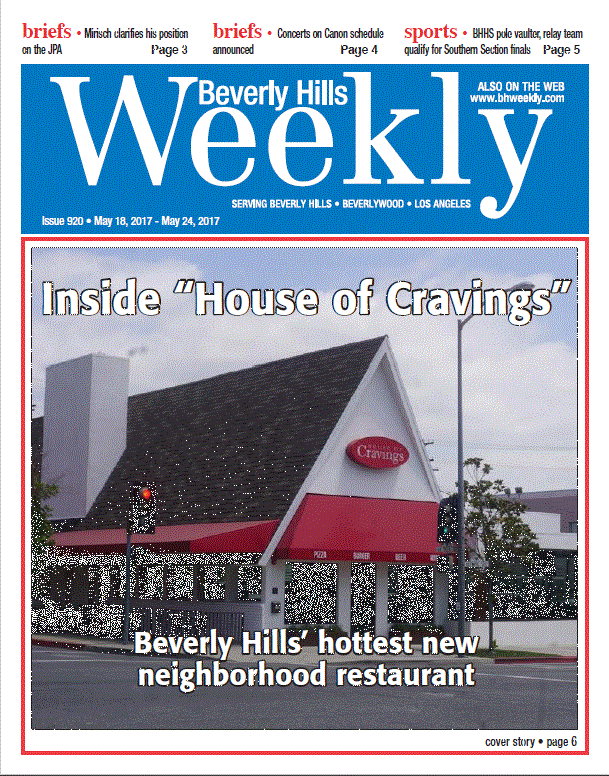 briefs • Mirisch clarifies his position
on the JPA Page 3
briefs • Concerts on Canon schedule
announced Page 4
sports • BHHS pole vaulter, relay team
qualify for Southern Section finals Page 5
Beverly Hills
Weekly
ALSO ON THE WEB
www.bhweekly.com
SERVING BEVERLY HILLS • BEVERLYWOOD • LOS ANGELES
Issue 920 • May 18, 2017 - May 24, 2017
Inside “House of Cravings”
HOUSE OF
Cravings
PIZZA BURGER BEER
Beverly Hills’ hottest new
neighborhood restaurant
cover story • page 6